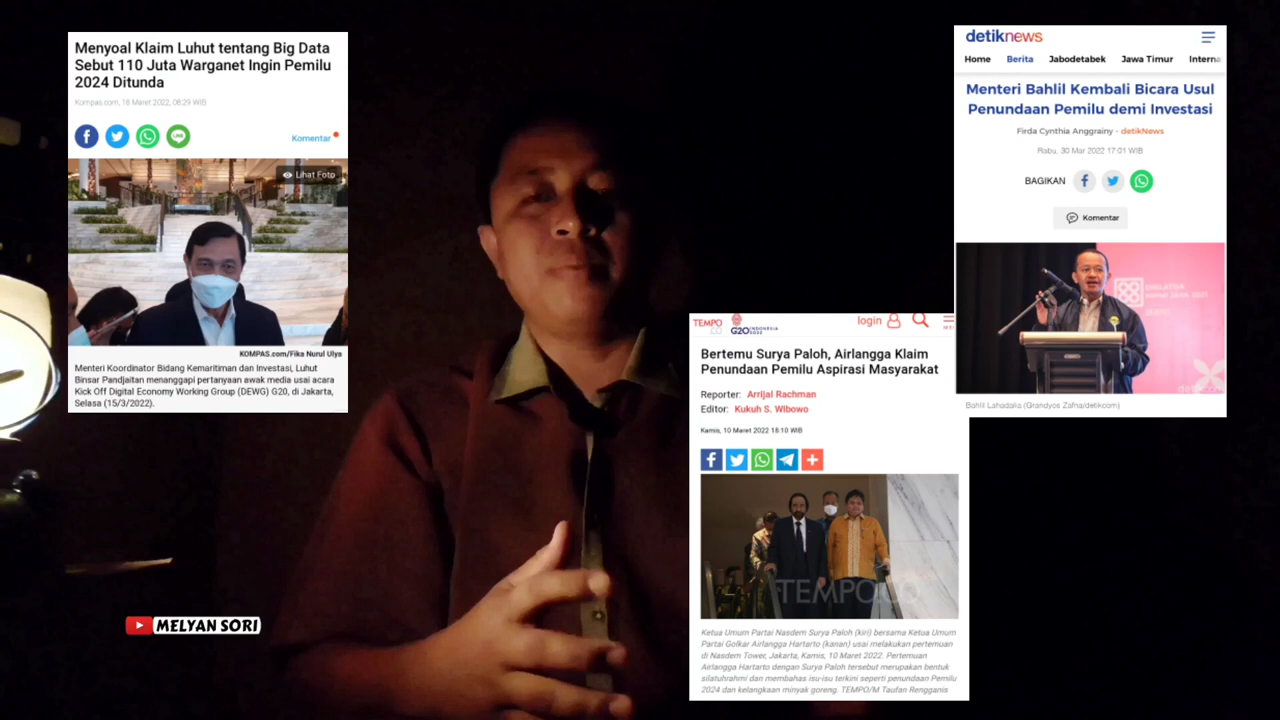 Menyoal Klaim Luhut tentang Big Data
Sebut 110 Juta Warganet Ingin Pemilu
2024 Ditunda
Kompas.com, 18 Maret 2022, 08:29 WIB
Komentar
Lihat Foto
KOMPAS.com/Fika Nurul Ulya
Menteri Koordinator Bidang Kemaritiman dan Investasi, Luhut
Binsar Pandjaitan menanggapi pertanyaan awak media usai acara
Kick Off Digital Economy Working Group (DEWG) G20, di Jakarta,
Selasa (15/3/2022).
MELYAN SORI
TEMPO
CO
G20 INDONESIA
2022
login
Bertemu Surya Paloh, Airlangga Klaim
Penundaan Pemilu Aspirasi Masyarakat
Reporter: Arrijal Rachman
Editor: Kukuh S. Wibowo
Kamis, 10 Maret 2022 18:10 WIB
TEMPO.CO
Ketua Umum Partai Nasdem Surya Paloh (kiri) bersama Ketua Umum
Partai Golkar Airlangga Hartarto (kanan) usai melakukan pertemuan
di Nasdem Tower, Jakarta, Kamis, 10 Maret 2022. Pertemuan
Airlangga Hartarto dengan Surya Paloh tersebut merupakan bentuk
silatuhrahmi dan membahas isu-isu terkini seperti penundaan Pemilu
2024 dan kelangkaan minyak goreng. TEMPO/M Taufan Rengganis
detiknews
Home Berita Jabodetabek Jawa Timur Interna
Menteri Bahlil Kembali Bicara Usul
Penundaan Pemilu demi Investasi
Firda Cynthia Anggrainy - detikNews
Rabu, 30 Mar 2022 17:01 WIB
BAGIKAN
Komentar
detikcom
Bahlil Lahadalia (Grandyos Zafna/detikcom)